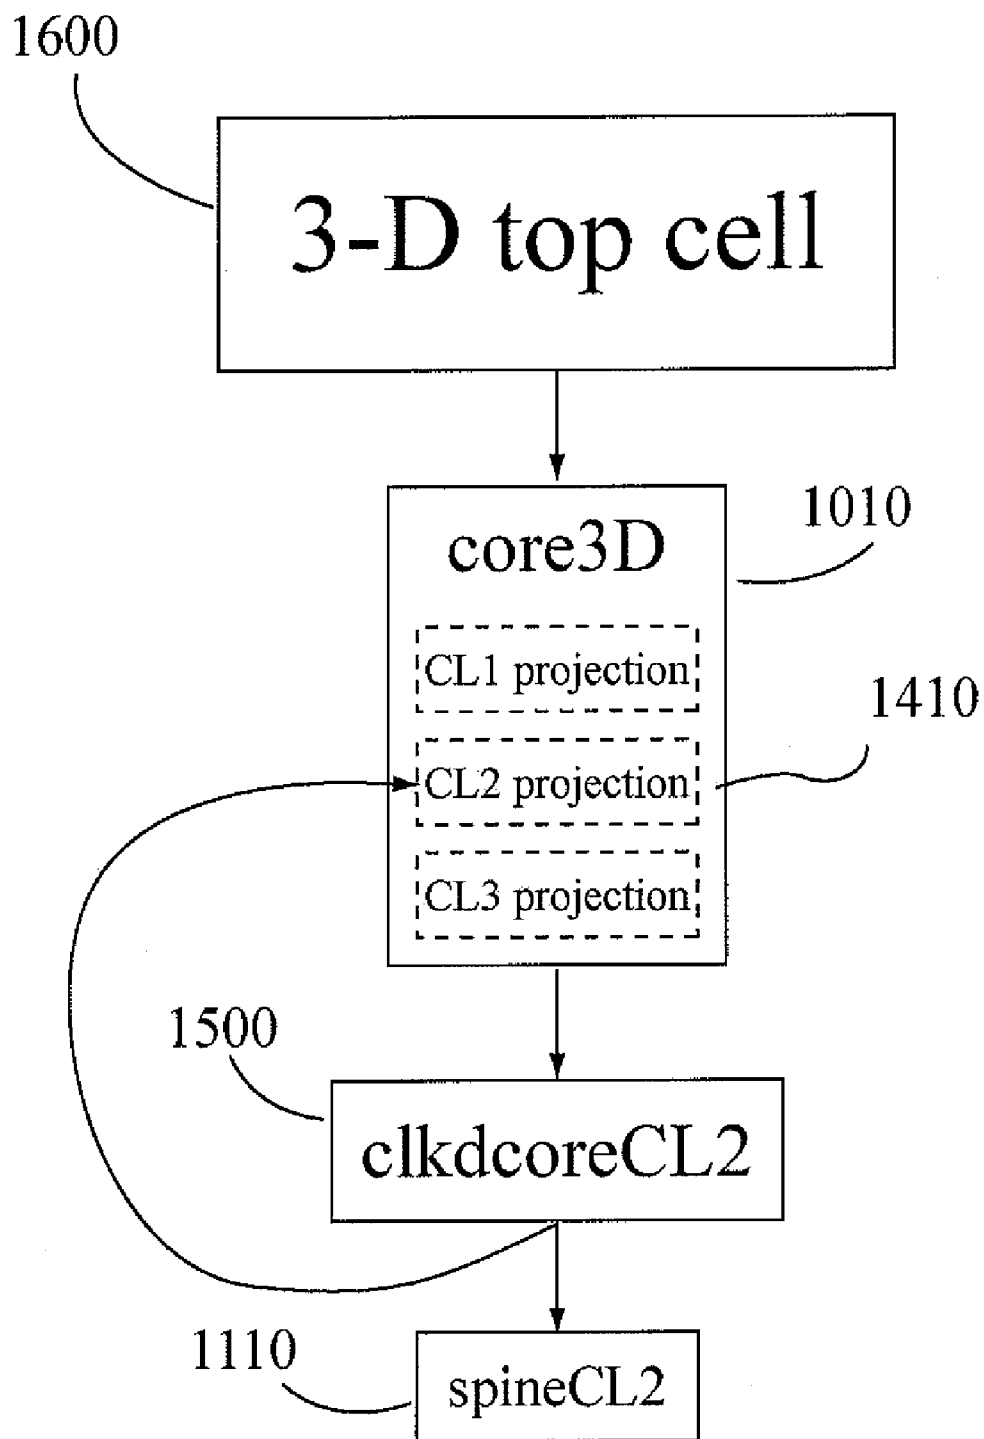 1600
3-D top cell
core3D
1010
CL1 projection
1410
CL2 projection
CL3 projection
1500
clkdcoreCL2
1110
spineCL2